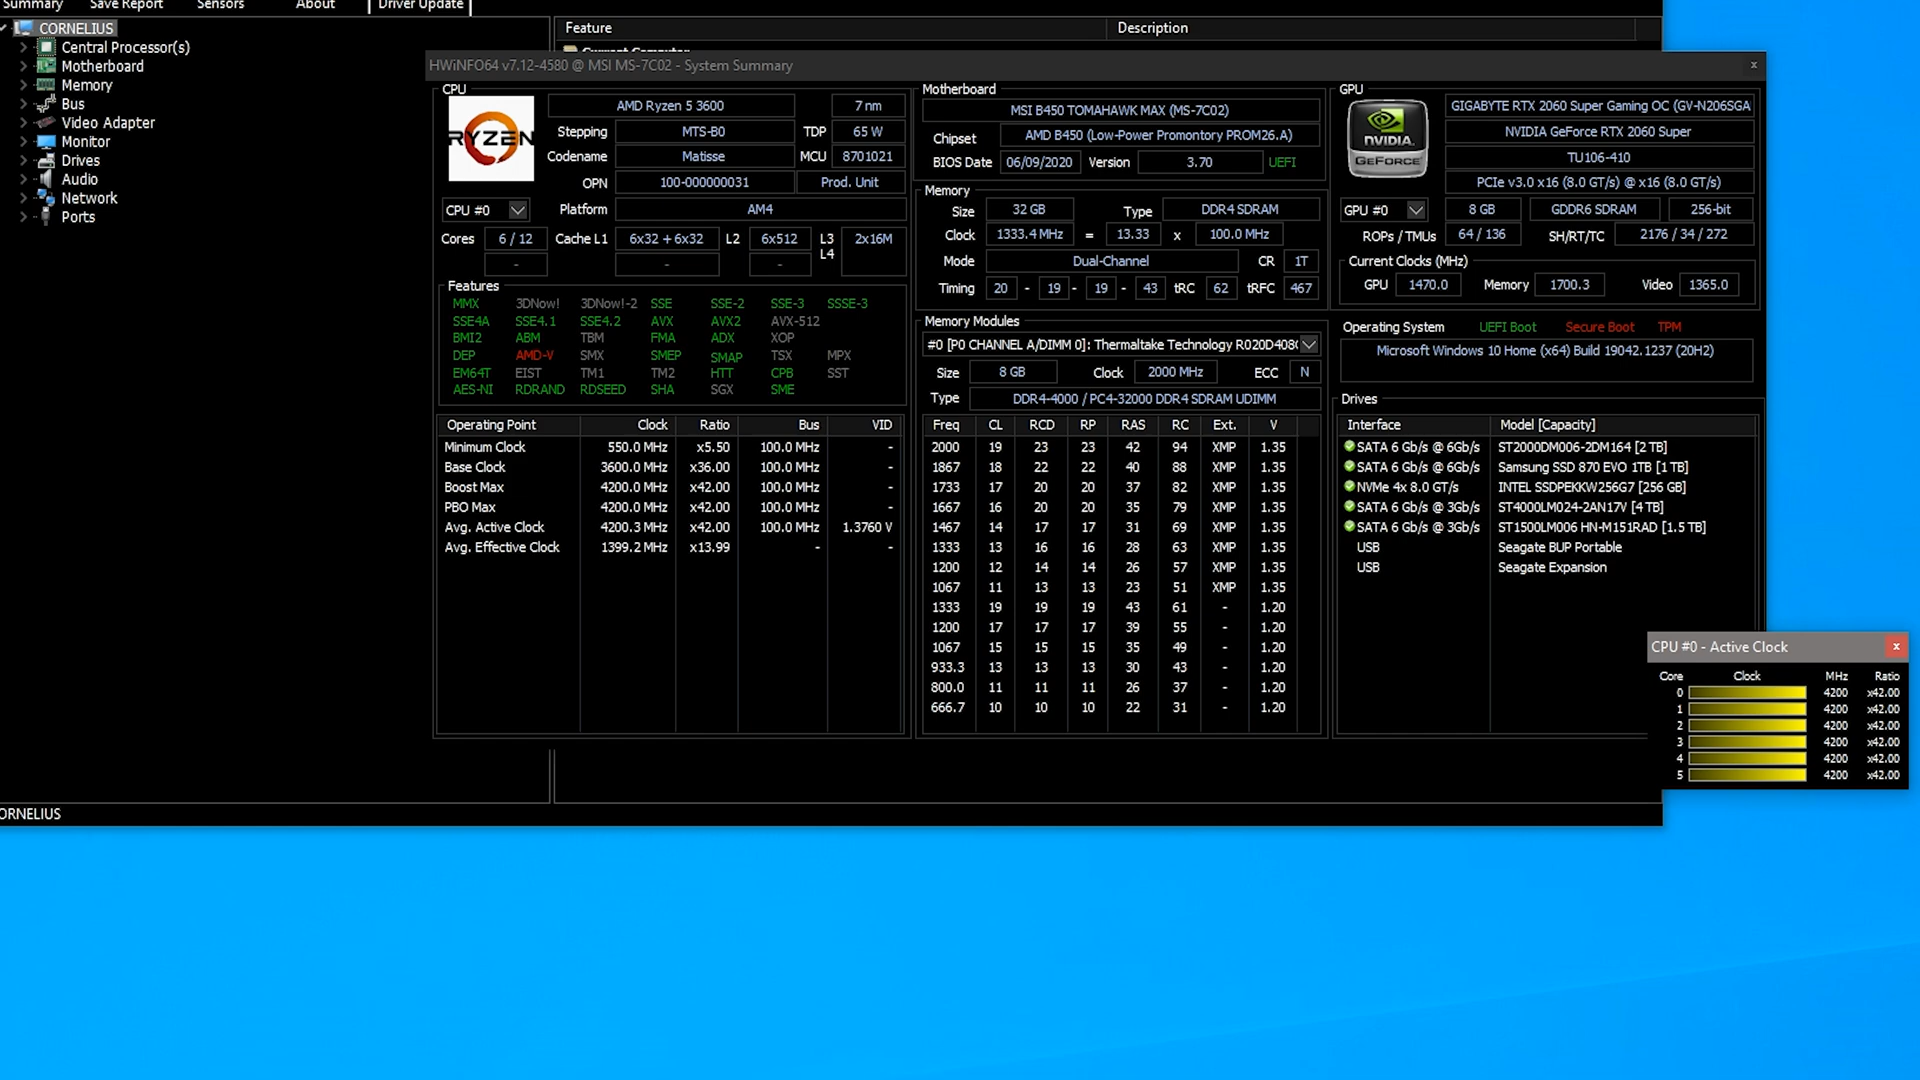 Summary Save Report Sensors About Driver Update
CORNELIUS
Central Processor(s)
Motherboard
Memory
Bus
Video Adapter
Monitor
Drives
Audio
Network
Ports
Feature Description
Current Computer
HWiNFO64 v7.12-4580 @ MSI MS-7C02 - System Summary x
CPU
RYZEN
AMD Ryzen 5 3600 7 nm
Stepping MTS-B0 TDP 65 W
Codename Matisse MCU 8701021
OPN 100-000000031 Prod. Unit
CPU #0 Platform AM4
Cores 6 / 12 Cache L1 6x32 + 6x32 L2 6x512 L3 2x16M
L4
- - -
Features
MMX 3DNow! 3DNow!-2 SSE SSE-2 SSE-3 SSSE-3
SSE4A SSE4.1 SSE4.2 AVX AVX2 AVX-512
BMI2 ABM TBM FMA ADX XOP
DEP AMD-V SMX SMEP SMAP TSX MPX
EM64T EIST TM1 TM2 HTT CPB SST
AES-NI RDRAND RDSEED SHA SGX SME
Operating Point Clock Ratio Bus VID
Minimum Clock 550.0 MHz x5.50 100.0 MHz -
Base Clock 3600.0 MHz x36.00 100.0 MHz -
Boost Max 4200.0 MHz x42.00 100.0 MHz -
PBO Max 4200.0 MHz x42.00 100.0 MHz -
Avg. Active Clock 4200.3 MHz x42.00 100.0 MHz 1.3760 V
Avg. Effective Clock 1399.2 MHz x13.99 - -
Motherboard
MSI B450 TOMAHAWK MAX (MS-7C02)
Chipset AMD B450 (Low-Power Promontory PROM26.A)
BIOS Date 06/09/2020 Version 3.70 UEFI
Memory
Size 32 GB Type DDR4 SDRAM
Clock 1333.4 MHz = 13.33 x 100.0 MHz
Mode Dual-Channel CR 1T
Timing 20 - 19 - 19 - 43 tRC 62 tRFC 467
Memory Modules
#0 [P0 CHANNEL A/DIMM 0]: Thermaltake Technology R020D408G
Size 8 GB Clock 2000 MHz ECC N
Type DDR4-4000 / PC4-32000 DDR4 SDRAM UDIMM
Freq CL RCD RP RAS RC Ext. V
2000 19 23 23 42 94 XMP 1.35
1867 18 22 22 40 88 XMP 1.35
1733 17 20 20 37 82 XMP 1.35
1667 16 20 20 35 79 XMP 1.35
1467 14 17 17 31 69 XMP 1.35
1333 13 16 16 28 63 XMP 1.35
1200 12 14 14 26 57 XMP 1.35
1067 11 13 13 23 51 XMP 1.35
1333 19 19 19 43 61 - 1.20
1200 17 17 17 39 55 - 1.20
1067 15 15 15 35 49 - 1.20
933.3 13 13 13 30 43 - 1.20
800.0 11 11 11 26 37 - 1.20
666.7 10 10 10 22 31 - 1.20
GPU
NVIDIA.
GEFORCE
GIGABYTE RTX 2060 Super Gaming OC (GV-N206SGA
NVIDIA GeForce RTX 2060 Super
TU106-410
PCIe v3.0 x16 (8.0 GT/s) @ x16 (8.0 GT/s)
GPU #0 8 GB GDDR6 SDRAM 256-bit
ROPs / TMUs 64 / 136 SH/RT/TC 2176 / 34 / 272
Current Clocks (MHz)
GPU 1470.0 Memory 1700.3 Video 1365.0
Operating System UEFI Boot Secure Boot TPM
Microsoft Windows 10 Home (x64) Build 19042.1237 (20H2)
Drives
Interface Model [Capacity]
SATA 6 Gb/s @ 6Gb/s ST2000DM006-2DM164 [2 TB]
SATA 6 Gb/s @ 6Gb/s Samsung SSD 870 EVO 1TB [1 TB]
NVMe 4x 8.0 GT/s INTEL SSDPEKKW256G7 [256 GB]
SATA 6 Gb/s @ 3Gb/s ST4000LM024-2AN17V [4 TB]
SATA 6 Gb/s @ 3Gb/s ST1500LM006 HN-M151RAD [1.5 TB]
USB Seagate BUP Portable
USB Seagate Expansion
CPU #0 - Active Clock x
Core Clock MHz Ratio
0 4200 x42.00
1 4200 x42.00
2 4200 x42.00
3 4200 x42.00
4 4200 x42.00
5 4200 x42.00
ORNELIUS